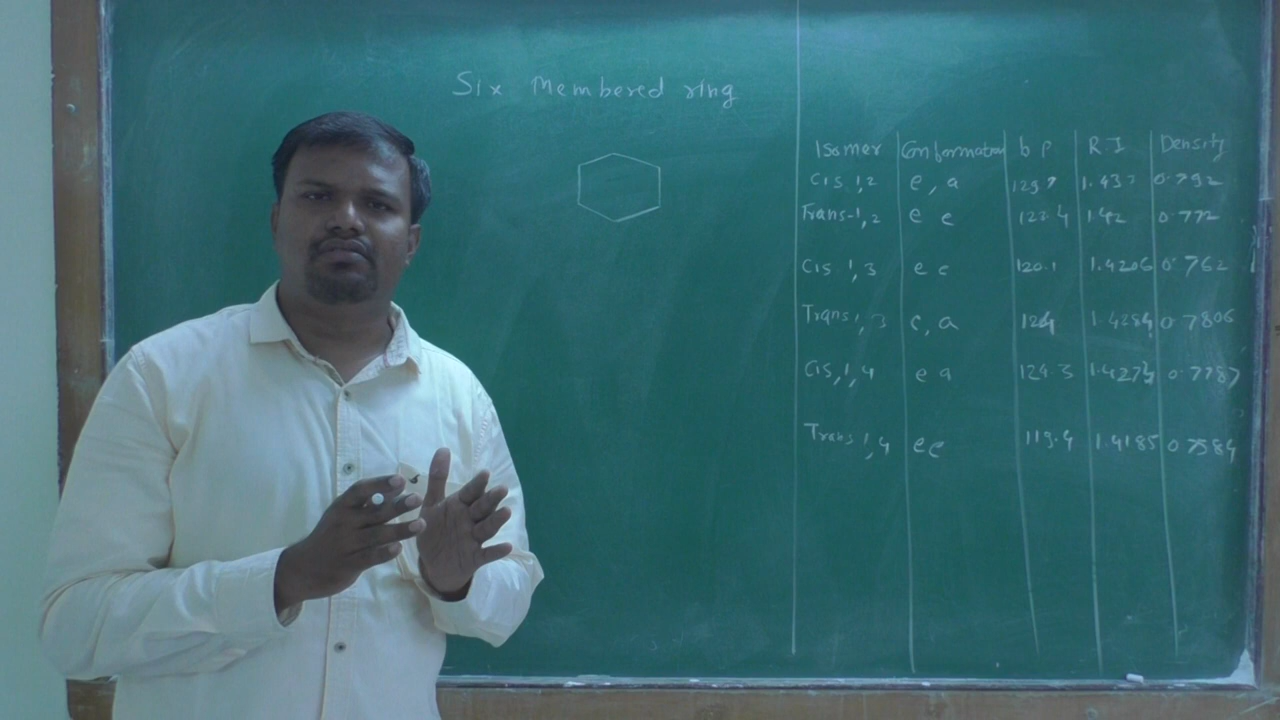 Six Membered ring
Isomer Conformation b p. R.I Density
Cis 1,2 e, a 129.7 1.43 0.792
Trans-1,2 e e 122.4 1.42 0.772
Cis 1,3 e e 120.1 1.4206 0.762
Trans 1,3 e, a 124 1.4284 0.7806
Cis, 1,4 e a 124.3 1.4273 0.7787
Trans 1,4 e e 119.4 1.4185 0.7584